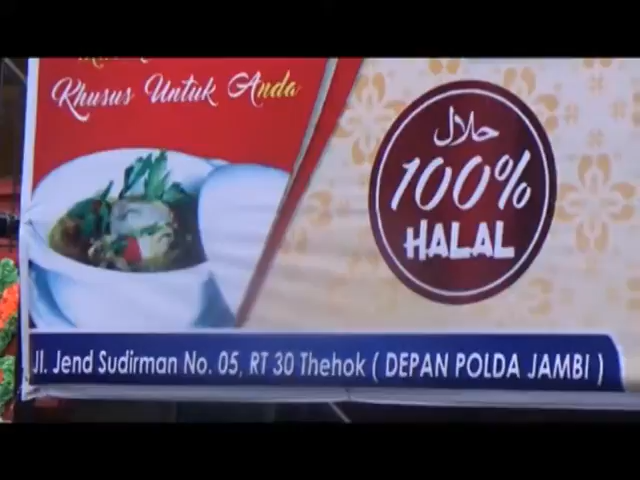 Khusus Untuk Anda
حلال
100%
HALAL
Jl. Jend Sudirman No. 05, RT 30 Thehok ( DEPAN POLDA JAMBI )